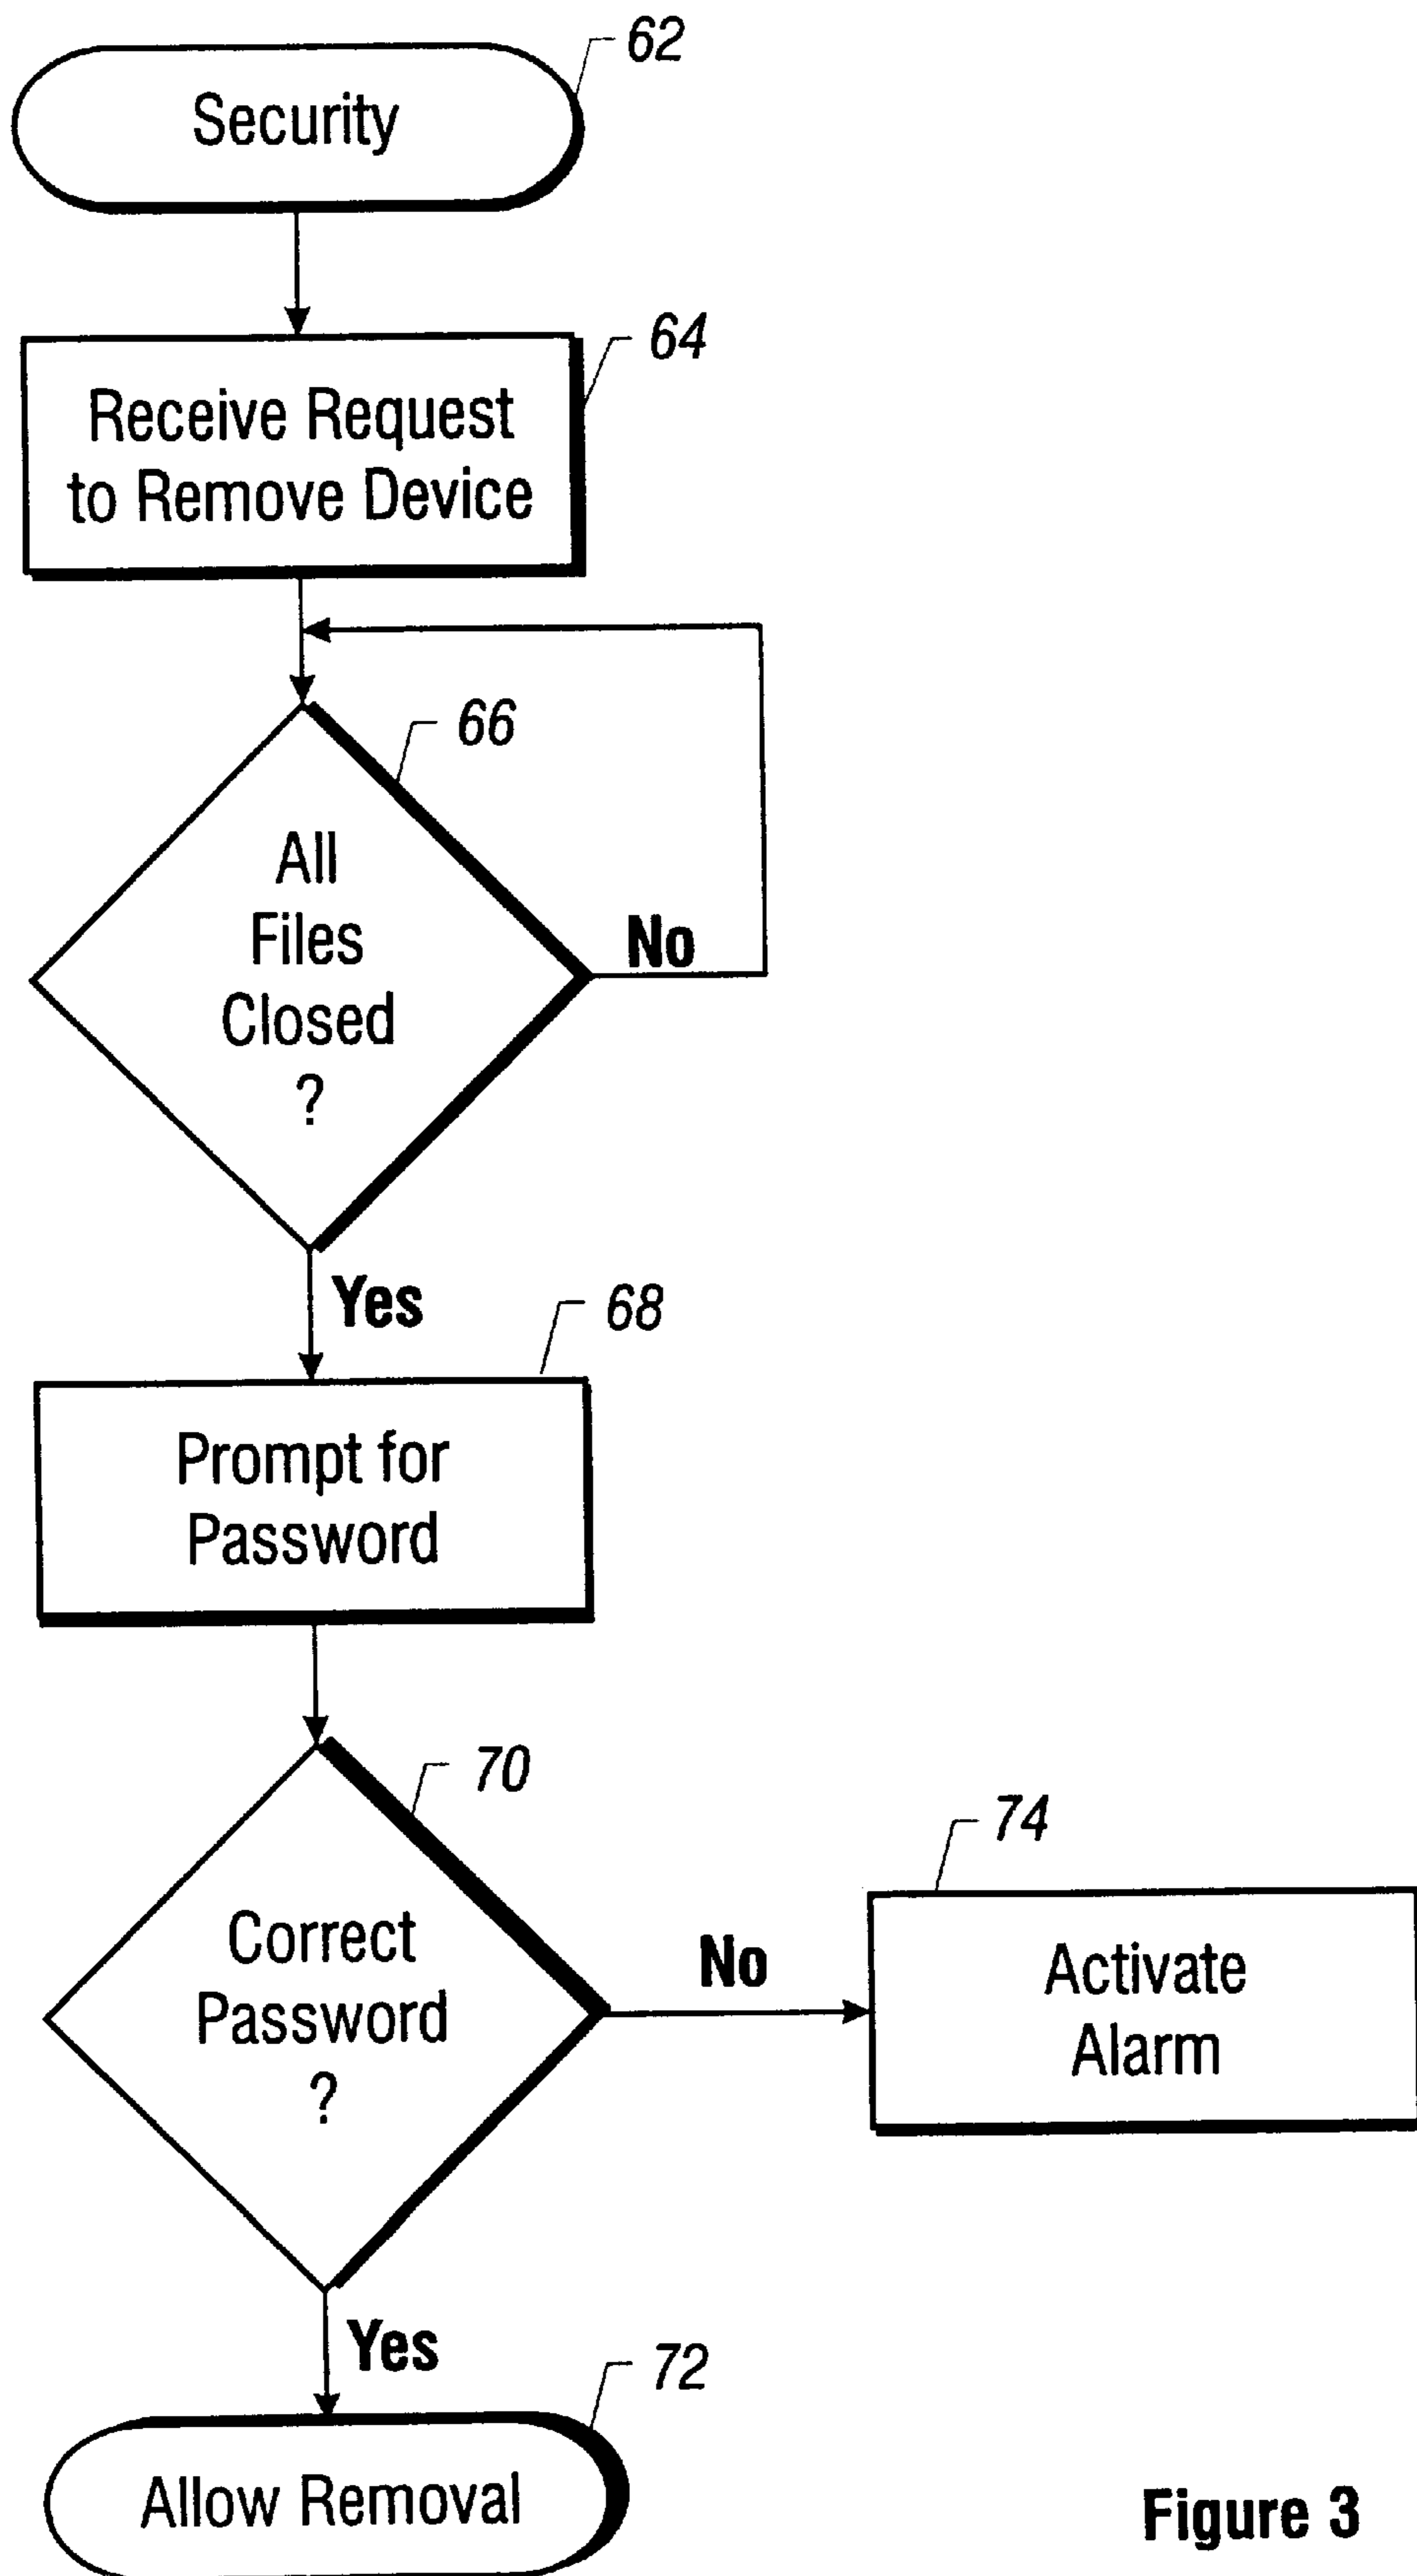 62
Security
64
Receive Request
to Remove Device
66
All
Files
Closed
?
No
Yes
68
Prompt for
Password
70
Correct
Password
?
No
74
Activate
Alarm
Yes
72
Allow Removal
Figure 3